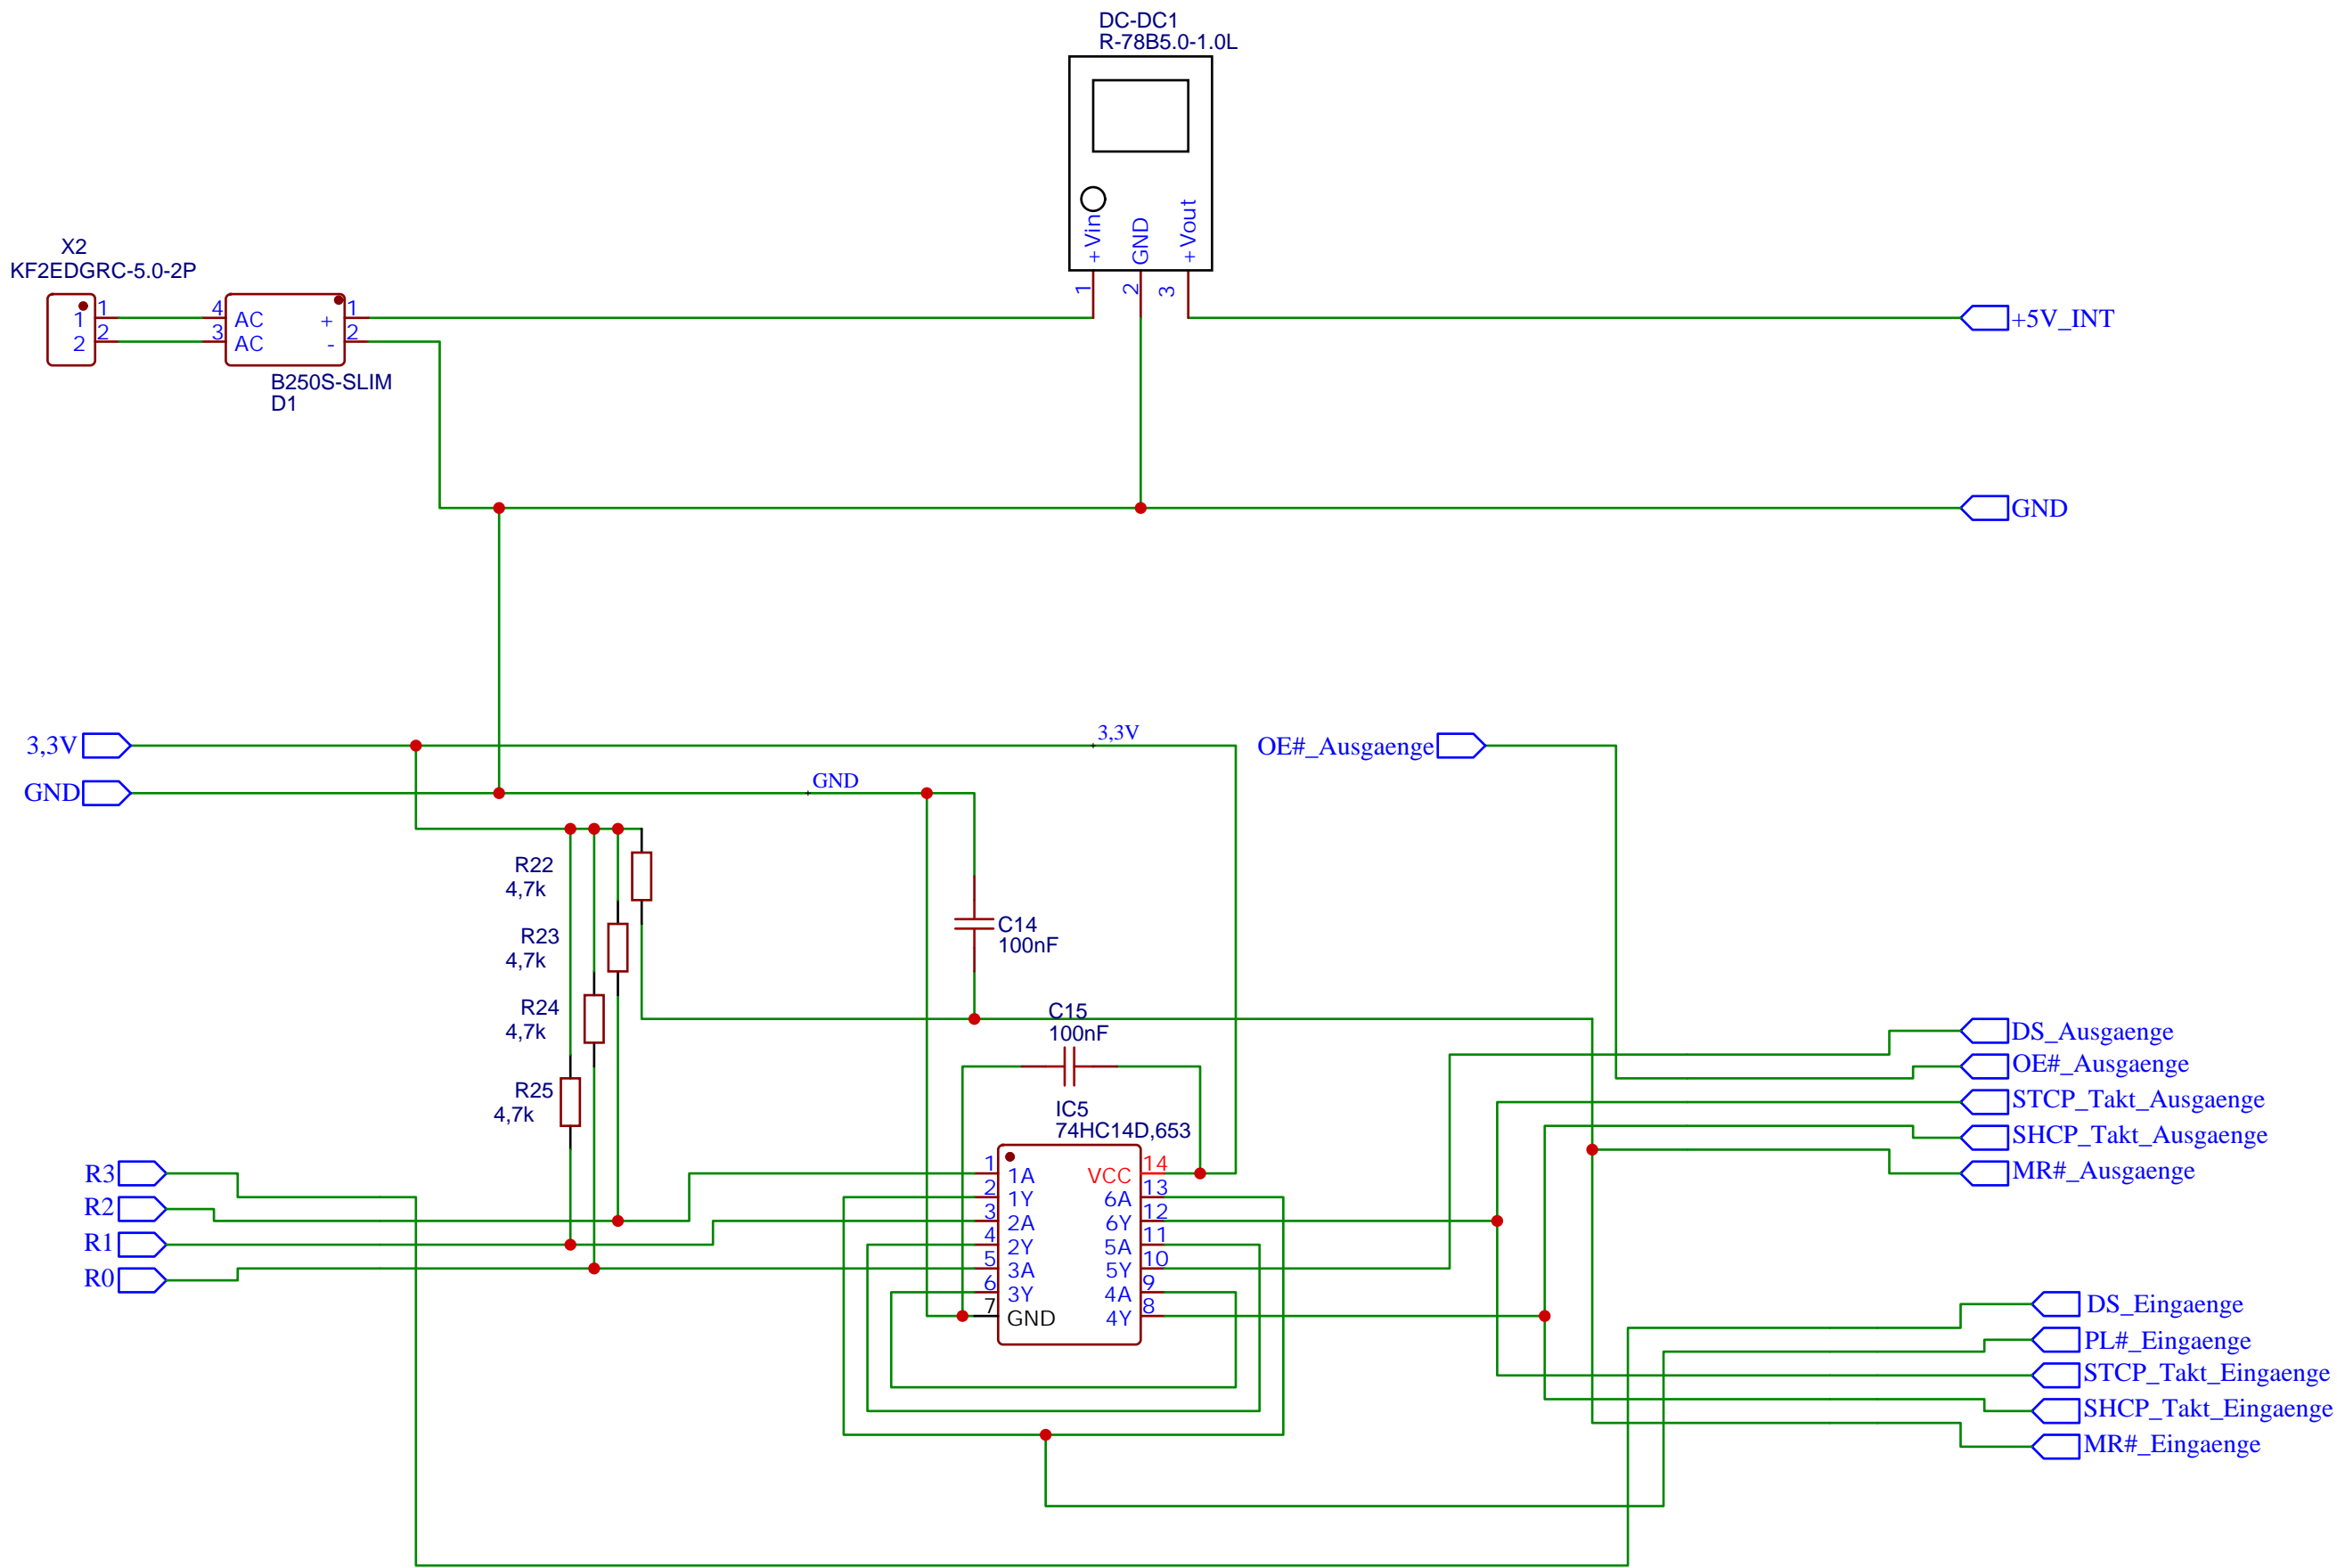 DC-DC1
R-78B5.0-1.0L
+Vin
GND
+Vout
1
2
3
X2
KF2EDGRC-5.0-2P
1 1 4 AC + 1
2 2 3 AC - 2
B250S-SLIM
D1
+5V_INT
GND
3,3V
3,3V
OE#_Ausgaenge
GND
GND
R22
4,7k
R23
4,7k
R24
4,7k
R25
4,7k
C14
100nF
C15
100nF
IC5
74HC14D,653
1 1A VCC 14
2 1Y 6A 13
3 2A 6Y 12
4 2Y 5A 11
5 3A 5Y 10
6 3Y 4A 9
7 GND 4Y 8
R3
R2
R1
R0
DS_Ausgaenge
OE#_Ausgaenge
STCP_Takt_Ausgaenge
SHCP_Takt_Ausgaenge
MR#_Ausgaenge
DS_Eingaenge
PL#_Eingaenge
STCP_Takt_Eingaenge
SHCP_Takt_Eingaenge
MR#_Eingaenge